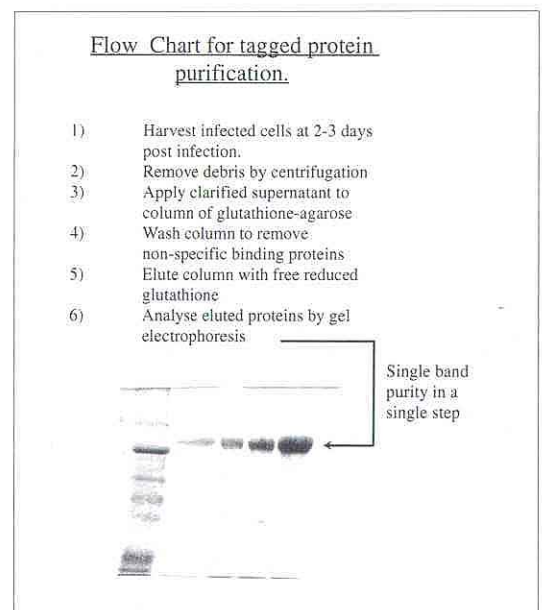 Flow Chart for tagged protein
purification.
1) Harvest infected cells at 2-3 days
post infection.
2) Remove debris by centrifugation
3) Apply clarified supernatant to
column of glutathione-agarose
4) Wash column to remove
non-specific binding proteins
5) Elute column with free reduced
glutathione
6) Analyse eluted proteins by gel
electrophoresis
Single band
purity in a
single step